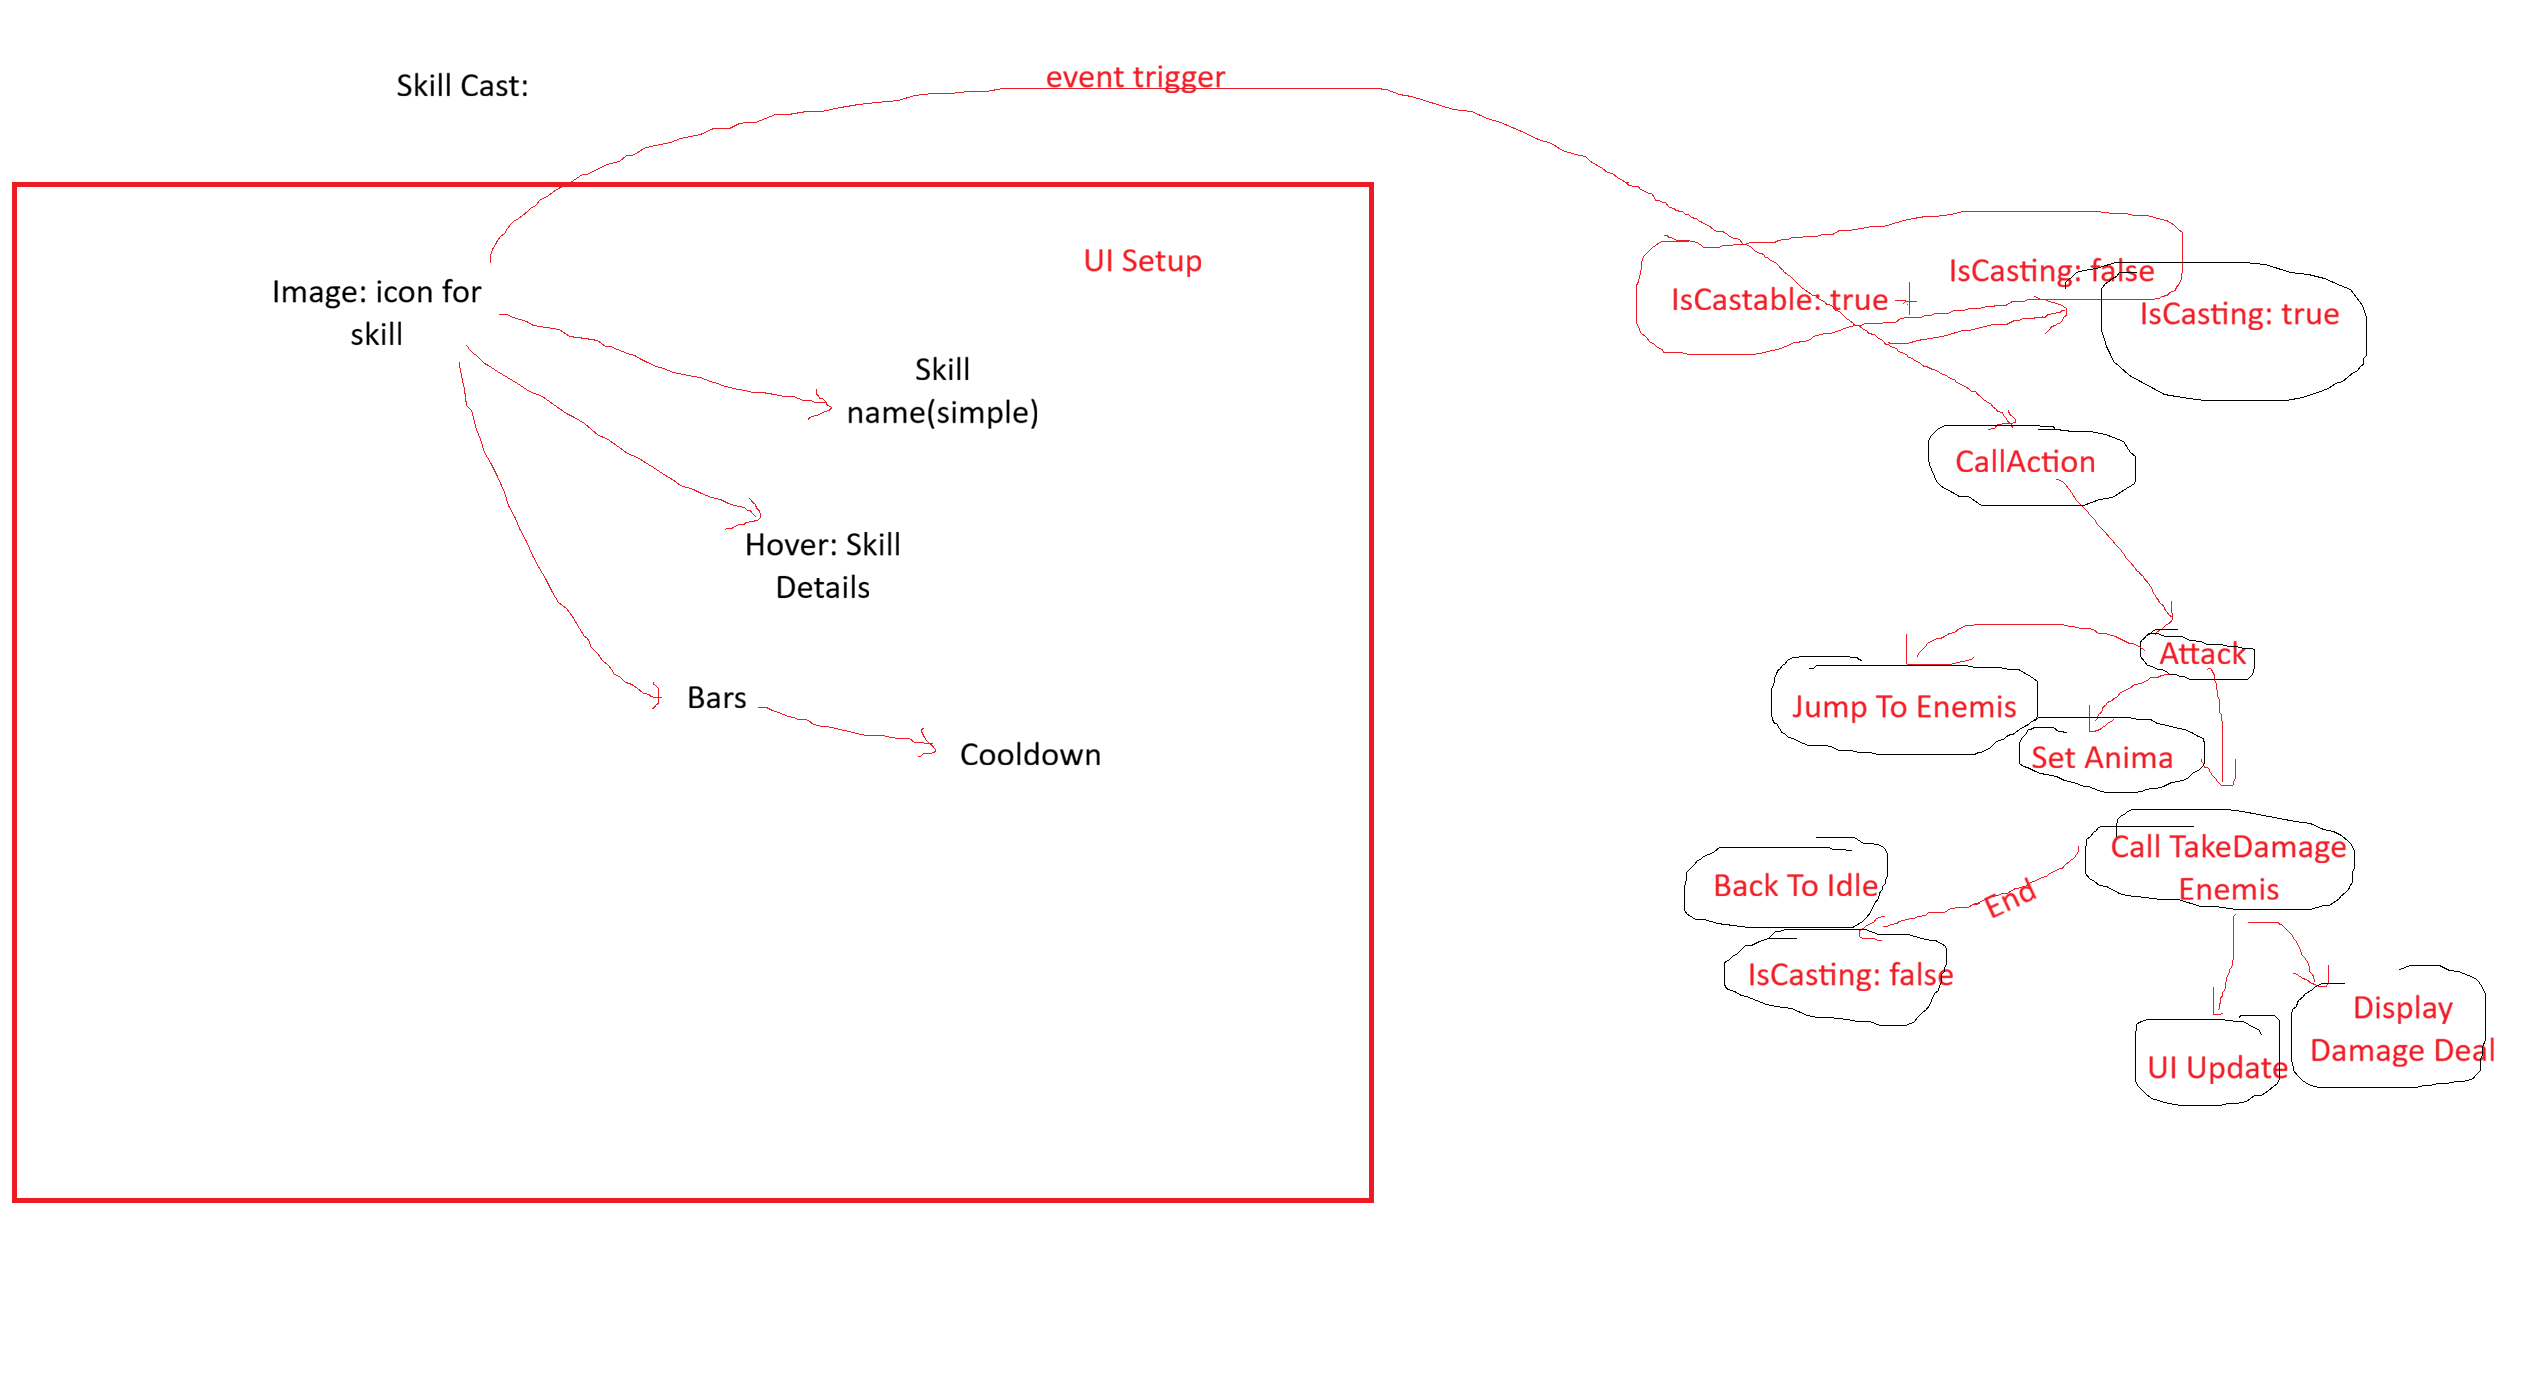 Skill Cast:
event trigger
UI Setup
Image: icon for
skill
Skill
name(simple)
Hover: Skill
Details
Bars
Cooldown
IsCastable: true +
IsCasting: false
IsCasting: true
CallAction
Attack
Jump To Enemis
Set Anima
Call TakeDamage
Enemis
End
Back To Idle
IsCasting: false
UI Update
Display
Damage Deal